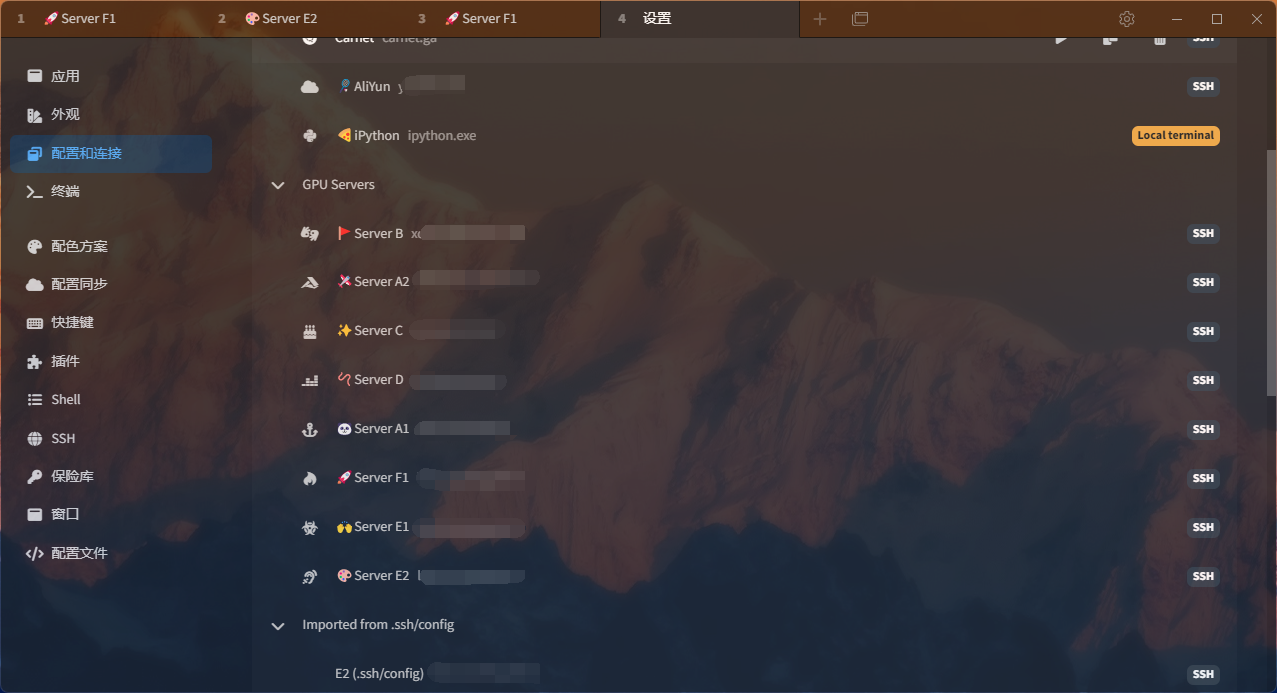 1 Server F1
2 Server E2
3 Server F1
4 设置
Carnet carnet.ga SSH
应用
外观
配置和连接
终端
配色方案
配置同步
快捷键
插件
Shell
SSH
保险库
窗口
配置文件
AliYun SSH
iPython ipython.exe Local terminal
GPU Servers
Server B SSH
Server A2 SSH
Server C SSH
Server D SSH
Server A1 SSH
Server F1 SSH
Server E1 SSH
Server E2 SSH
Imported from .ssh/config
E2 (.ssh/config) SSH